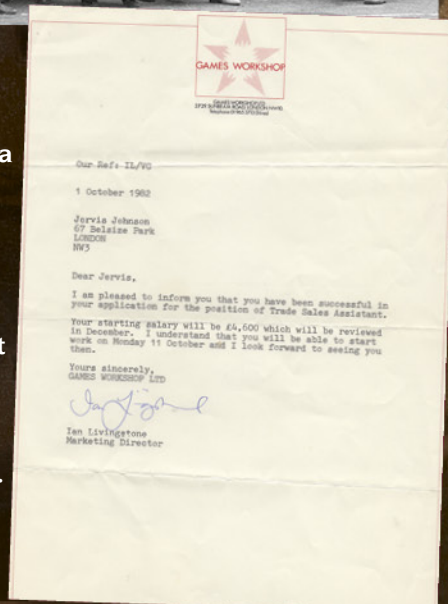 GAMES WORKSHOP
GAMES WORKSHOP LTD
Our Ref: IL/VG
1 October 1982
Jervis Johnson
67 Belsize Park
LONDON
NW3
Dear Jervis,
I am pleased to inform you that you have been successful in
your application for the position of Trade Sales Assistant.
Your starting salary will be £4,600 which will be reviewed
in December. I understand that you will be able to start
work on Monday 11 October and I look forward to seeing you
then.
Yours sincerely,
GAMES WORKSHOP LTD
Ian Livingstone
Marketing Director